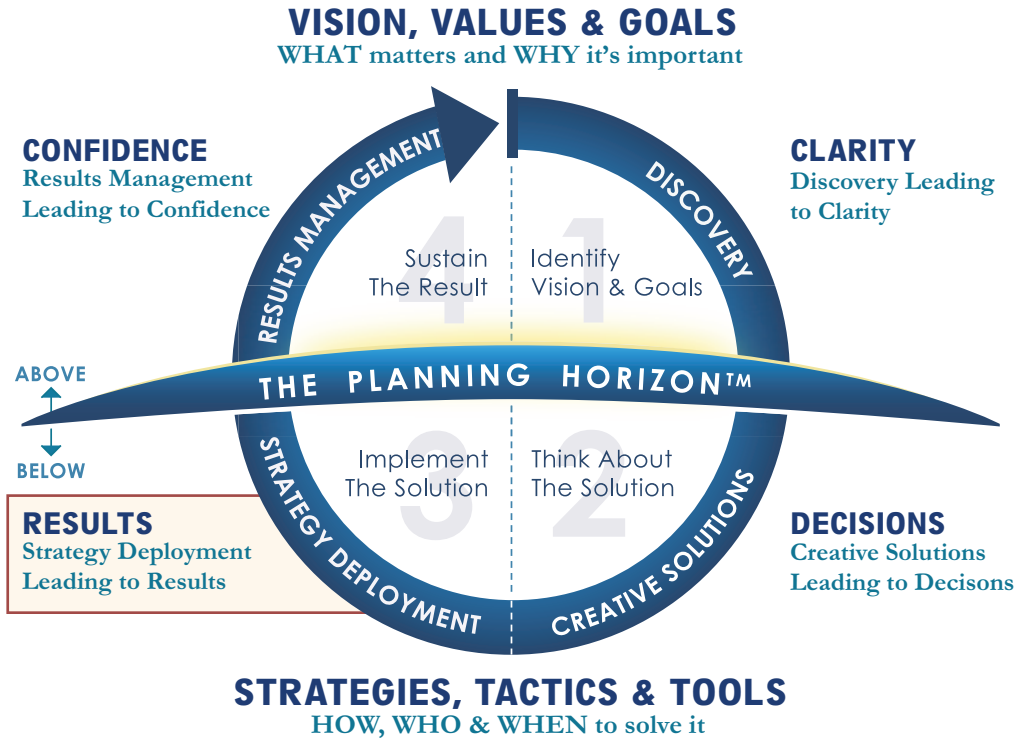 VISION, VALUES & GOALS
WHAT matters and WHY it's important
CONFIDENCE
Results Management
Leading to Confidence
CLARITY
Discovery Leading
to Clarity
RESULTS MANAGEMENT
DISCOVERY
4
Sustain
The Result
1
Identify
Vision & Goals
THE PLANNING HORIZON™
ABOVE
BELOW
3
Implement
The Solution
2
Think About
The Solution
STRATEGY DEPLOYMENT
CREATIVE SOLUTIONS
RESULTS
Strategy Deployment
Leading to Results
DECISIONS
Creative Solutions
Leading to Decisons
STRATEGIES, TACTICS & TOOLS
HOW, WHO & WHEN to solve it